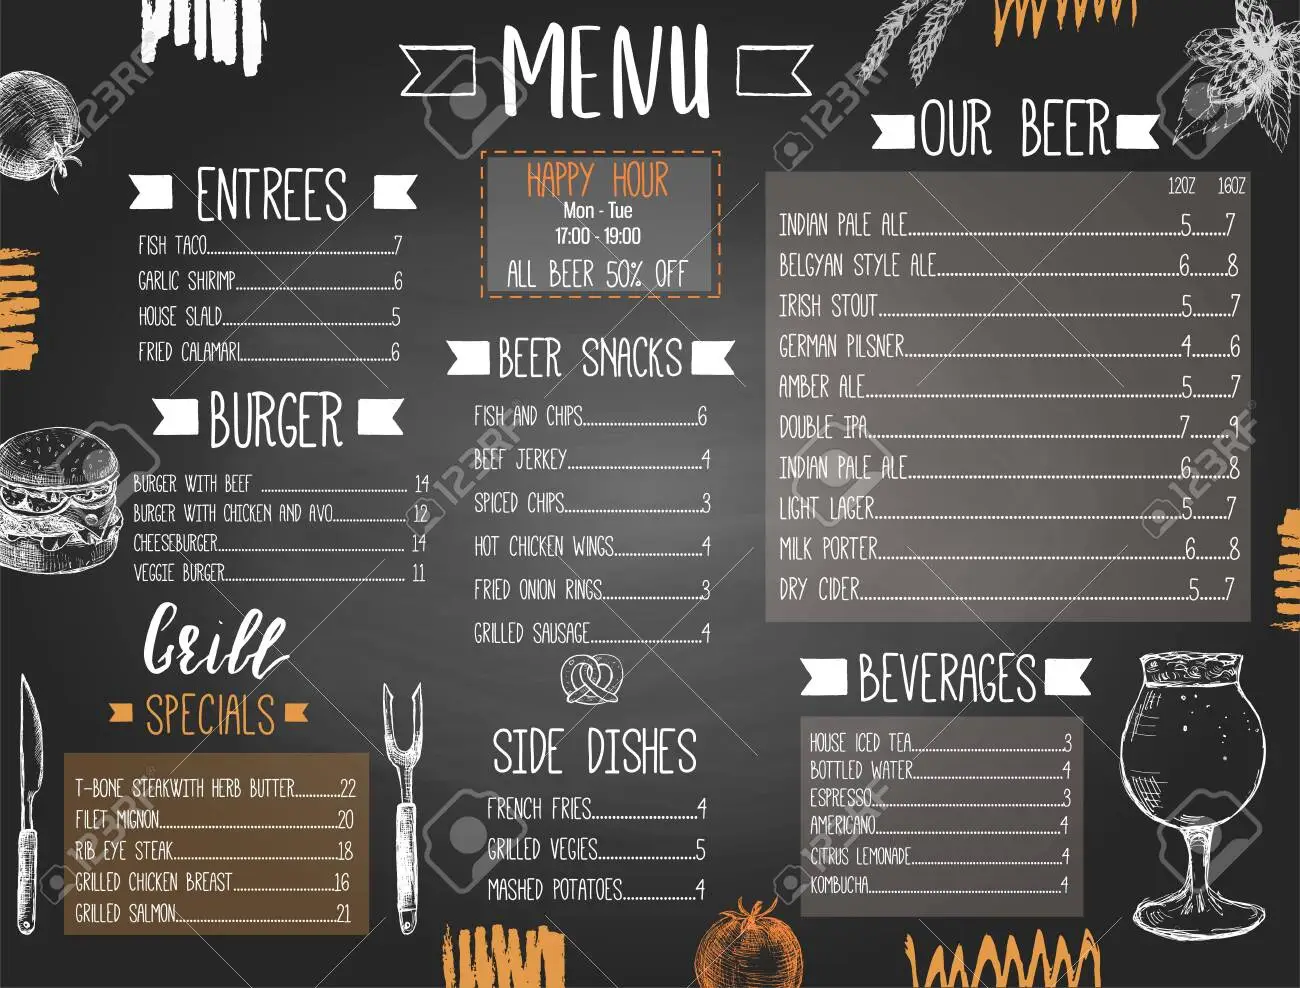 MENU
ENTREES
FISH TACO 7
GARLIC SHRIMP 6
HOUSE SLALD 5
FRIED CALAMARI 6
BURGER
BURGER WITH BEEF 14
BURGER WITH CHICKEN AND AVO 12
CHEESEBURGER 14
VEGGIE BURGER 11
Grill
SPECIALS
T-BONE STEAKWITH HERB BUTTER 22
FILET MIGNON 20
RIB EYE STEAK 18
GRILLED CHICKEN BREAST 16
GRILLED SALMON 21
HAPPY HOUR
Mon - Tue
17:00 - 19:00
ALL BEER 50% OFF
BEER SNACKS
FISH AND CHIPS 6
BEEF JERKEY 4
SPICED CHIPS 3
HOT CHICKEN WINGS 4
FRIED ONION RINGS 3
GRILLED SAUSAGE 4
SIDE DISHES
FRENCH FRIES 4
GRILLED VEGIES 5
MASHED POTATOES 4
OUR BEER
12OZ 16OZ
INDIAN PALE ALE 5 7
BELGYAN STYLE ALE 6 8
IRISH STOUT 5 7
GERMAN PILSNER 4 6
AMBER ALE 5 7
DOUBLE IPA 7 9
INDIAN PALE ALE 6 8
LIGHT LAGER 5 7
MILK PORTER 6 8
DRY CIDER 5 7
BEVERAGES
HOUSE ICED TEA 3
BOTTLED WATER 4
ESPRESSO 3
AMERICANO 4
CITRUS LEMONADE 4
KOMBUCHA 4
123RF